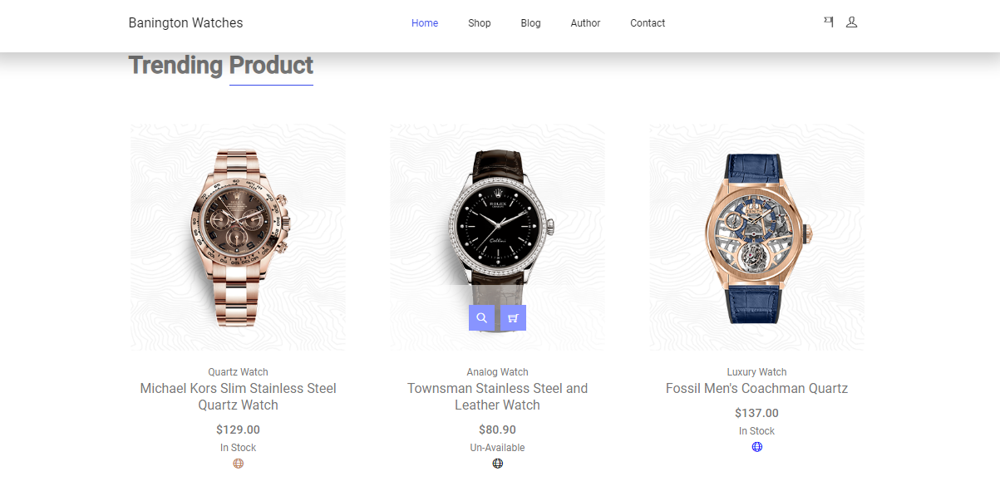 Banington Watches
Home Shop Blog Author Contact
Trending Product
ROLEX
Cellini
Quartz Watch
Michael Kors Slim Stainless Steel
Quartz Watch
$129.00
In Stock
Analog Watch
Townsman Stainless Steel and
Leather Watch
$80.90
Un-Available
Luxury Watch
Fossil Men's Coachman Quartz
$137.00
In Stock